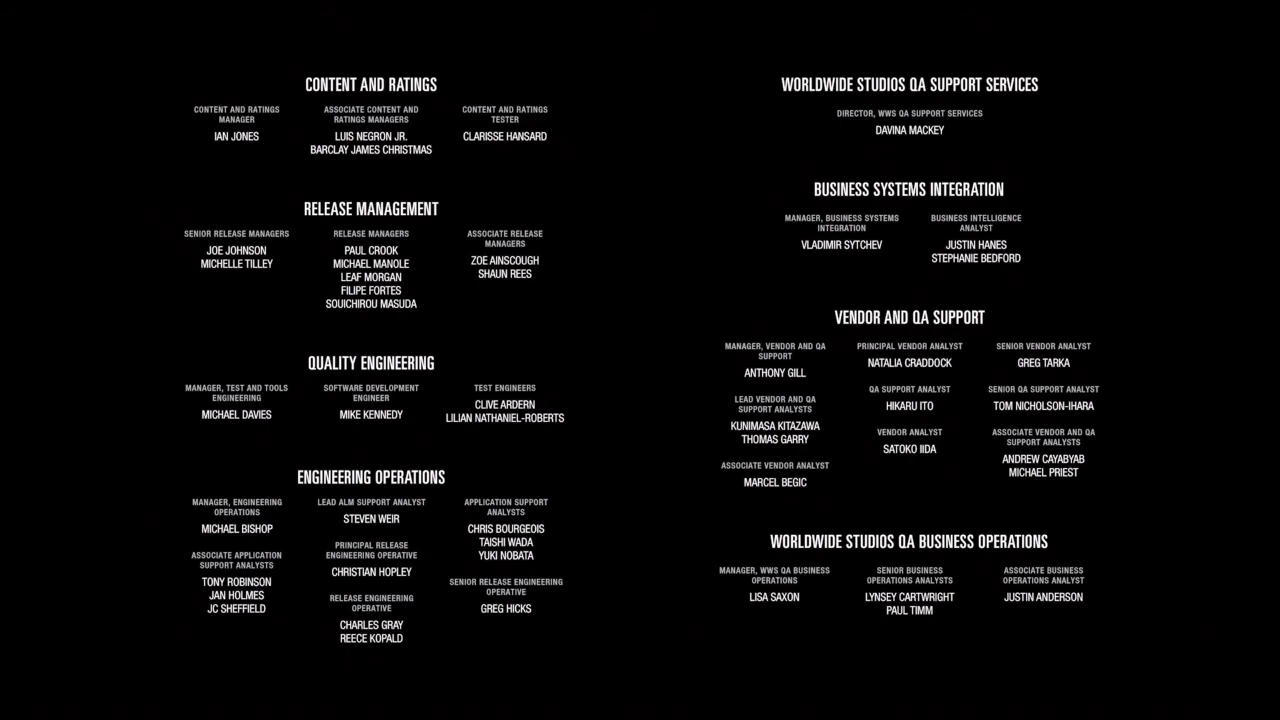 CONTENT AND RATINGS
CONTENT AND RATINGS
MANAGER
IAN JONES
ASSOCIATE CONTENT AND
RATINGS MANAGERS
LUIS NEGRON JR.
BARCLAY JAMES CHRISTMAS
CONTENT AND RATINGS
TESTER
CLARISSE HANSARD
RELEASE MANAGEMENT
SENIOR RELEASE MANAGERS
JOE JOHNSON
MICHELLE TILLEY
RELEASE MANAGERS
PAUL CROOK
MICHAEL MANOLE
LEAF MORGAN
FILIPE FORTES
SOUICHIROU MASUDA
ASSOCIATE RELEASE
MANAGERS
ZOE AINSCOUGH
SHAUN REES
QUALITY ENGINEERING
MANAGER, TEST AND TOOLS
ENGINEERING
MICHAEL DAVIES
SOFTWARE DEVELOPMENT
ENGINEER
MIKE KENNEDY
TEST ENGINEERS
CLIVE ARDERN
LILIAN NATHANIEL-ROBERTS
ENGINEERING OPERATIONS
MANAGER, ENGINEERING
OPERATIONS
MICHAEL BISHOP
ASSOCIATE APPLICATION
SUPPORT ANALYSTS
TONY ROBINSON
JAN HOLMES
JC SHEFFIELD
LEAD ALM SUPPORT ANALYST
STEVEN WEIR
PRINCIPAL RELEASE
ENGINEERING OPERATIVE
CHRISTIAN HOPLEY
RELEASE ENGINEERING
OPERATIVE
CHARLES GRAY
REECE KOPALD
APPLICATION SUPPORT
ANALYSTS
CHRIS BOURGEOIS
TAISHI WADA
YUKI NOBATA
SENIOR RELEASE ENGINEERING
OPERATIVE
GREG HICKS
WORLDWIDE STUDIOS QA SUPPORT SERVICES
DIRECTOR, WWS QA SUPPORT SERVICES
DAVINA MACKEY
BUSINESS SYSTEMS INTEGRATION
MANAGER, BUSINESS SYSTEMS
INTEGRATION
VLADIMIR SYTCHEV
BUSINESS INTELLIGENCE
ANALYST
JUSTIN HANES
STEPHANIE BEDFORD
VENDOR AND QA SUPPORT
MANAGER, VENDOR AND QA
SUPPORT
ANTHONY GILL
LEAD VENDOR AND QA
SUPPORT ANALYSTS
KUNIMASA KITAZAWA
THOMAS GARRY
ASSOCIATE VENDOR ANALYST
MARCEL BEGIC
PRINCIPAL VENDOR ANALYST
NATALIA CRADDOCK
QA SUPPORT ANALYST
HIKARU ITO
VENDOR ANALYST
SATOKO IIDA
SENIOR VENDOR ANALYST
GREG TARKA
SENIOR QA SUPPORT ANALYST
TOM NICHOLSON-IHARA
ASSOCIATE VENDOR AND QA
SUPPORT ANALYSTS
ANDREW CAYABYAB
MICHAEL PRIEST
WORLDWIDE STUDIOS QA BUSINESS OPERATIONS
MANAGER, WWS QA BUSINESS
OPERATIONS
LISA SAXON
SENIOR BUSINESS
OPERATIONS ANALYSTS
LYNSEY CARTWRIGHT
PAUL TIMM
ASSOCIATE BUSINESS
OPERATIONS ANALYST
JUSTIN ANDERSON